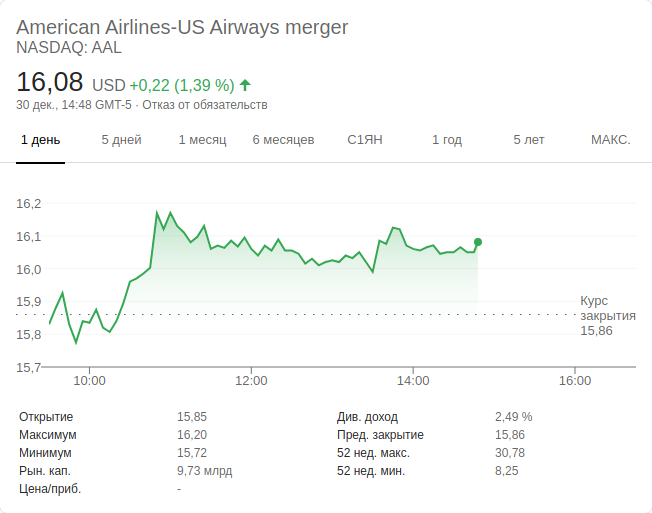 American Airlines-US Airways merger
NASDAQ: AAL
16,08 USD +0,22 (1,39 %)
30 дек., 14:48 GMT-5 · Отказ от обязательств
1 день 5 дней 1 месяц 6 месяцев С1ЯН 1 год 5 лет МАКС.
16,2
16,1
16,0
15,9
15,8
15,7
Курс
закрытия
15,86
10:00 12:00 14:00 16:00
Открытие 15,85 Див. доход 2,49 %
Максимум 16,20 Пред. закрытие 15,86
Минимум 15,72 52 нед. макс. 30,78
Рын. кап. 9,73 млрд 52 нед. мин. 8,25
Цена/приб. -